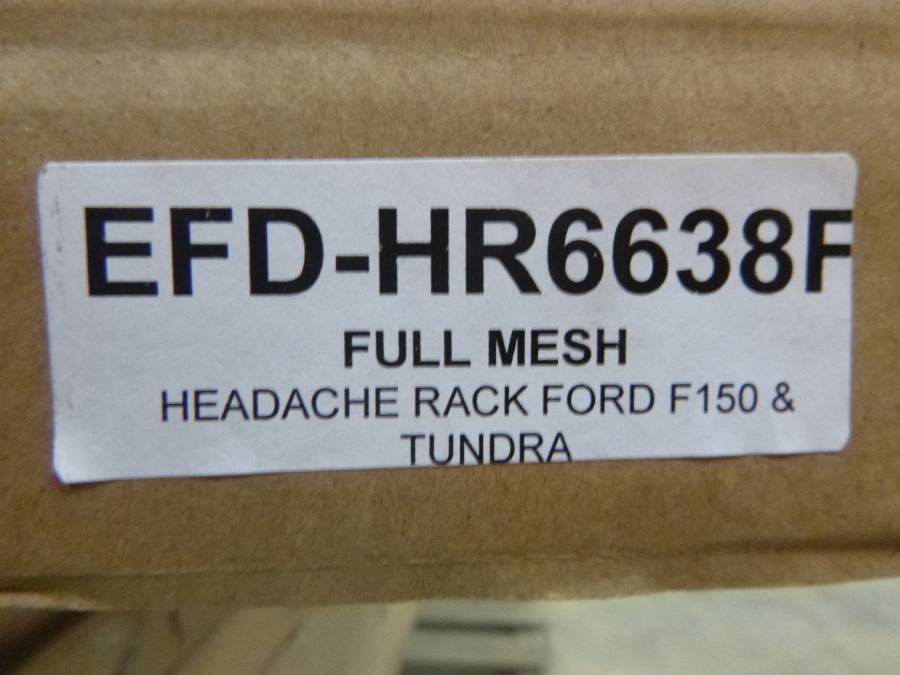 EFD-HR6638F
FULL MESH
HEADACHE RACK FORD F150 &
TUNDRA